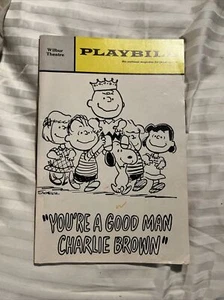 Wilbur
Theatre
PLAYBILL
"YOU'RE A GOOD MAN
CHARLIE BROWN"